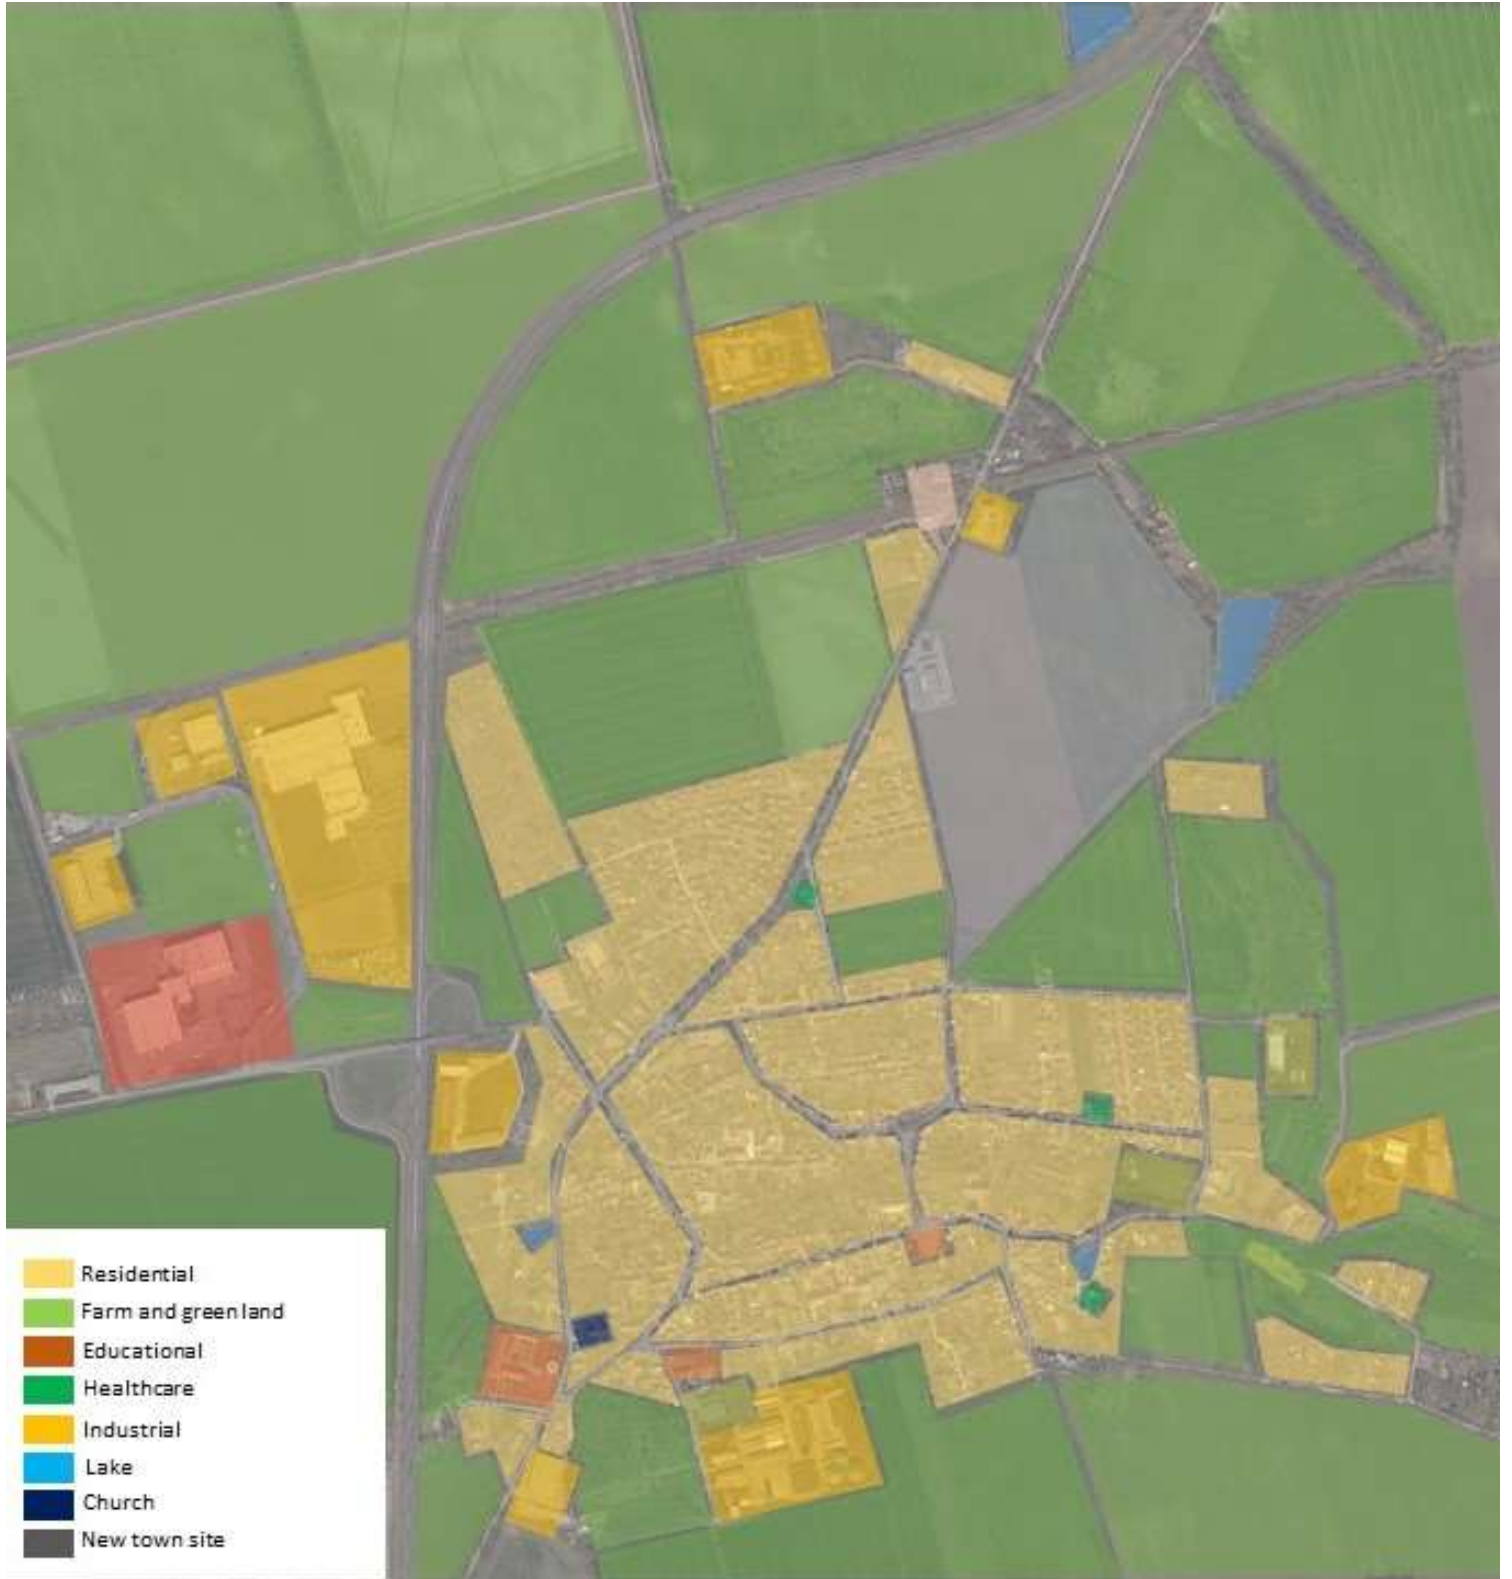 Residential
Farm and green land
Educational
Healthcare
Industrial
Lake
Church
New town site